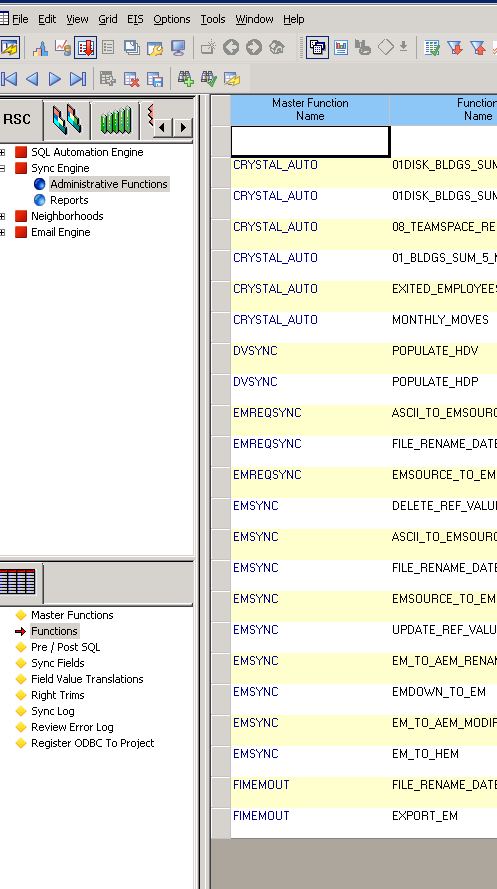 File Edit View Grid EIS Options Tools Window Help
RSC
SQL Automation Engine
Sync Engine
Administrative Functions
Reports
Neighborhoods
Email Engine
Master Functions
Functions
Pre / Post SQL
Sync Fields
Field Value Translations
Right Trims
Sync Log
Review Error Log
Register ODBC To Project
Master Function Name Function Name
CRYSTAL_AUTO 01DISK_BLDGS_SUM
CRYSTAL_AUTO 01DISK_BLDGS_SUM
CRYSTAL_AUTO 08_TEAMSPACE_RE
CRYSTAL_AUTO 01_BLDGS_SUM_5_
CRYSTAL_AUTO EXITED_EMPLOYEES
CRYSTAL_AUTO MONTHLY_MOVES
DVSYNC POPULATE_HDV
DVSYNC POPULATE_HDP
EMREQSYNC ASCII_TO_EMSOURC
EMREQSYNC FILE_RENAME_DATE
EMREQSYNC EMSOURCE_TO_EM
EMSYNC DELETE_REF_VALU
EMSYNC ASCII_TO_EMSOURC
EMSYNC FILE_RENAME_DATE
EMSYNC EMSOURCE_TO_EM
EMSYNC UPDATE_REF_VALU
EMSYNC EM_TO_AEM_RENAM
EMSYNC EMDOWN_TO_EM
EMSYNC EM_TO_AEM_MODIF
EMSYNC EM_TO_HEM
FIMEMOUT FILE_RENAME_DATE
FIMEMOUT EXPORT_EM